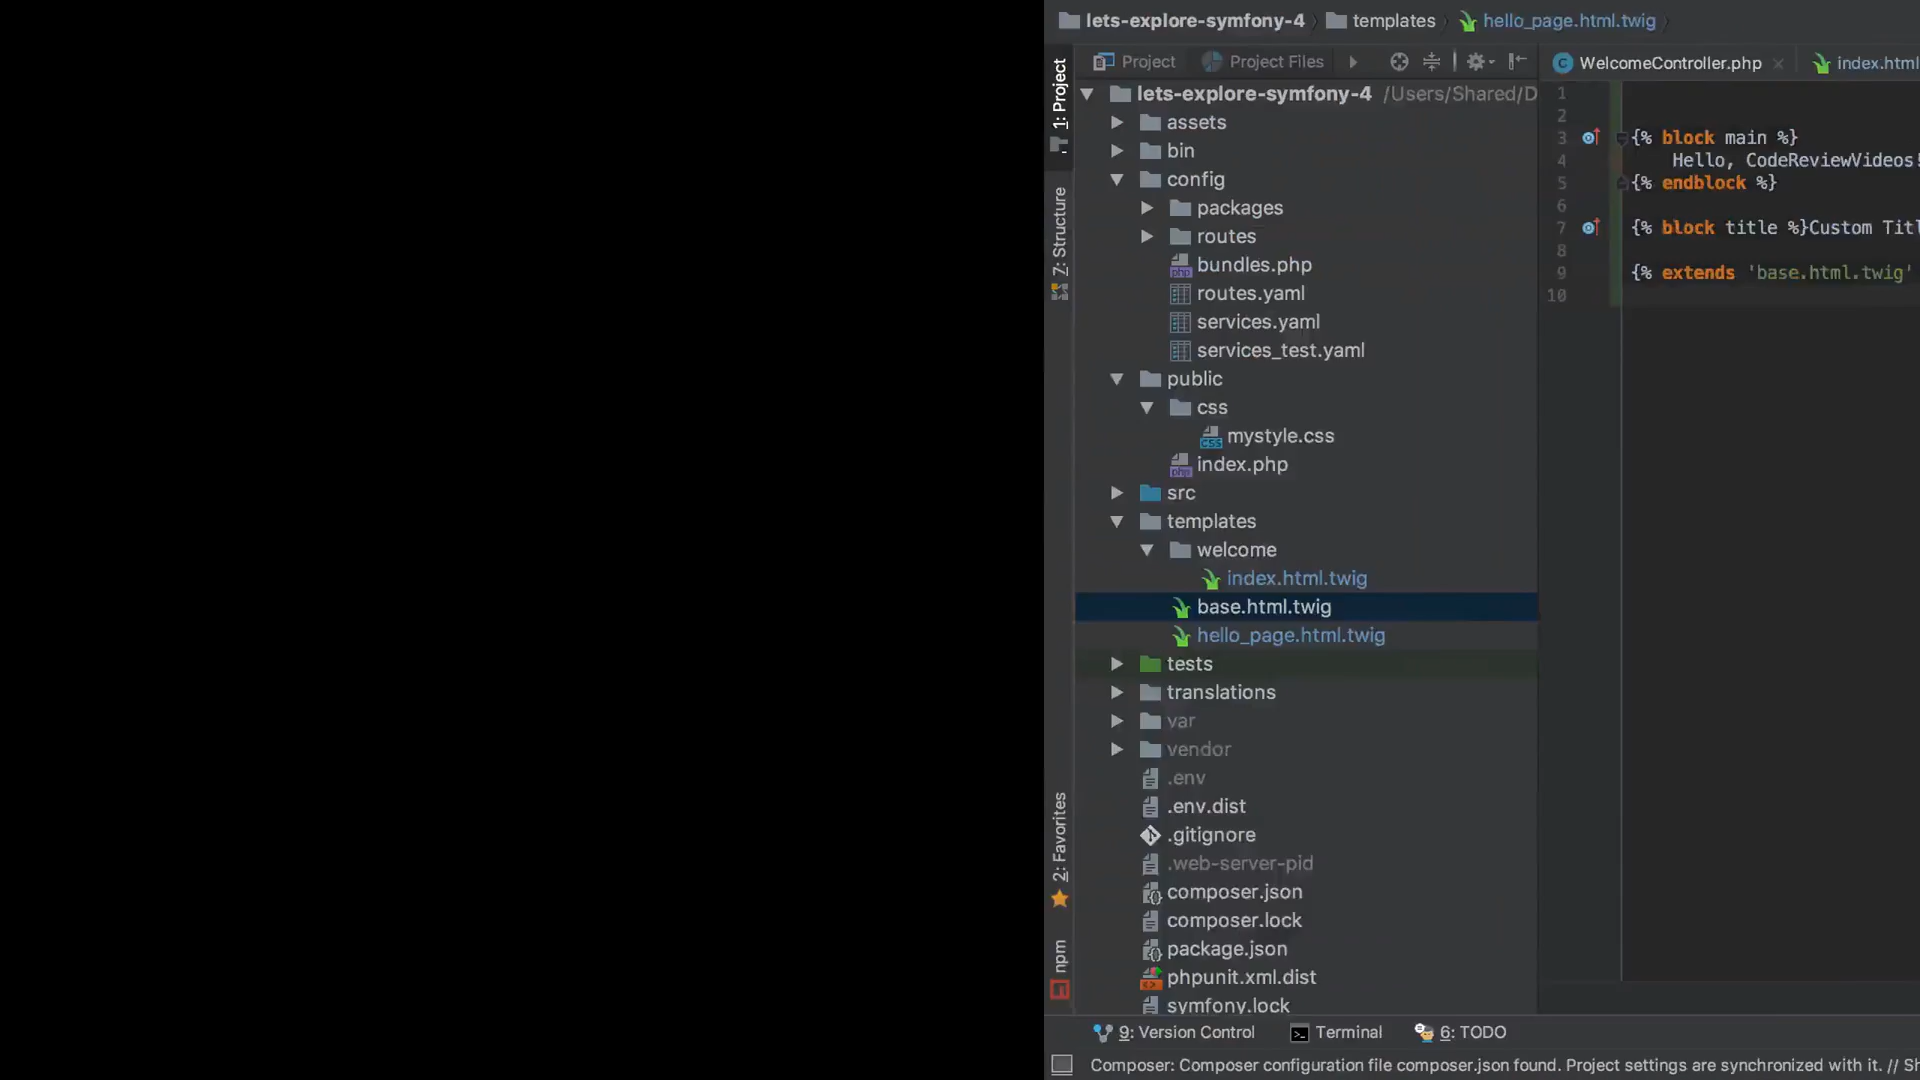 lets-explore-symfony-4 templates hello_page.html.twig
Project Project Files WelcomeController.php index.html
1: Project
7: Structure
2: Favorites
npm
lets-explore-symfony-4 /Users/Shared/D
assets
bin
config
packages
routes
bundles.php
routes.yaml
services.yaml
services_test.yaml
public
css
mystyle.css
index.php
src
templates
welcome
index.html.twig
base.html.twig
hello_page.html.twig
tests
translations
var
vendor
.env
.env.dist
.gitignore
.web-server-pid
composer.json
composer.lock
package.json
phpunit.xml.dist
symfony.lock
1
2
3 {% block main %}
4 Hello, CodeReviewVideos!
5 {% endblock %}
6
7 {% block title %}Custom Titl
8
9 {% extends 'base.html.twig'
10
9: Version Control Terminal 6: TODO
Composer: Composer configuration file composer.json found. Project settings are synchronized with it. // Sh